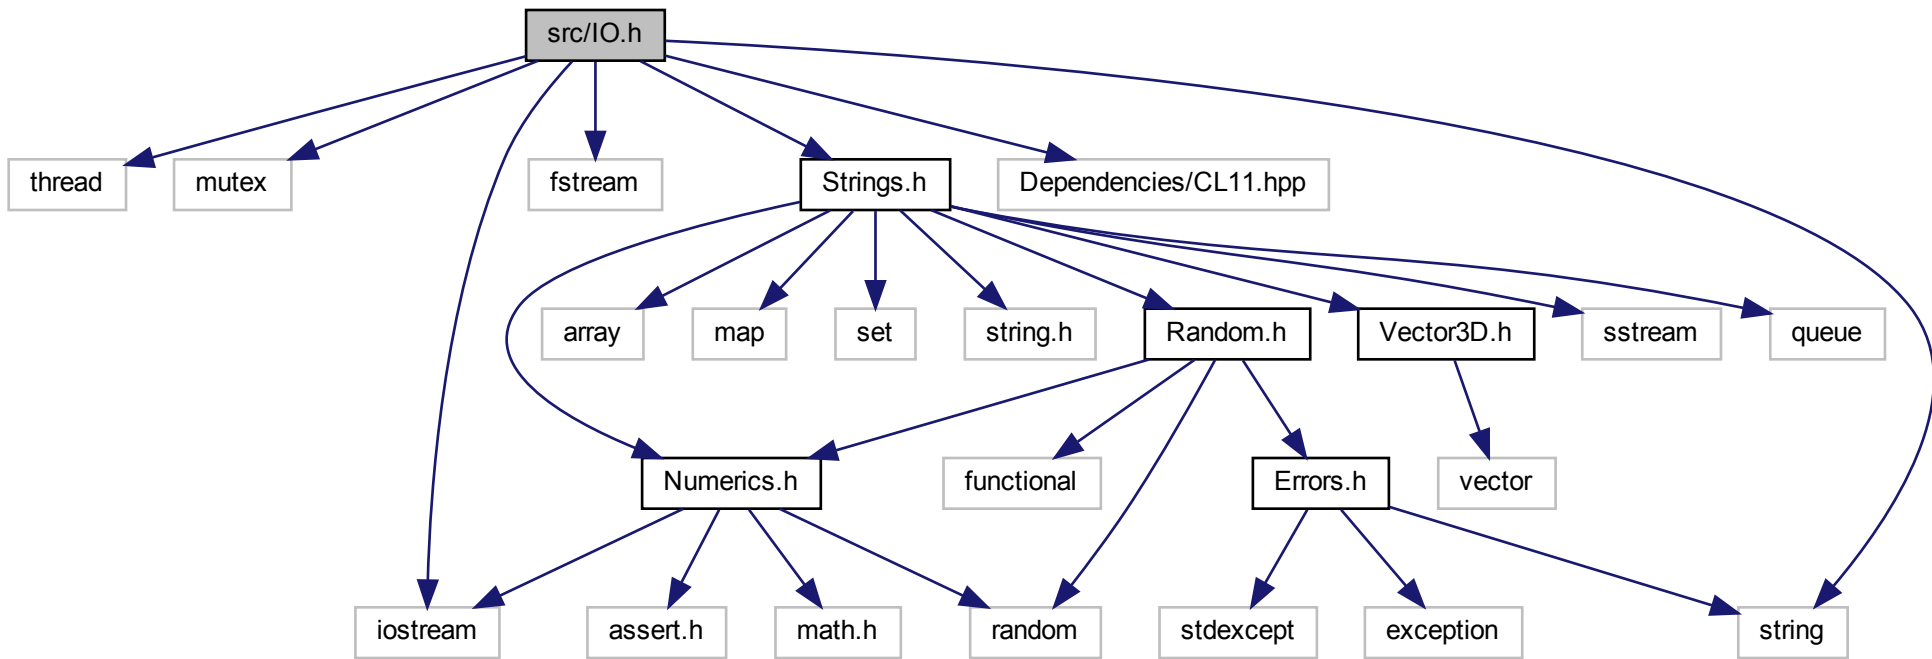 src/IO.h
thread
mutex
fstream
Strings.h
Dependencies/CL11.hpp
array
map
set
string.h
Random.h
Vector3D.h
sstream
queue
Numerics.h
functional
Errors.h
vector
iostream
assert.h
math.h
random
stdexcept
exception
string